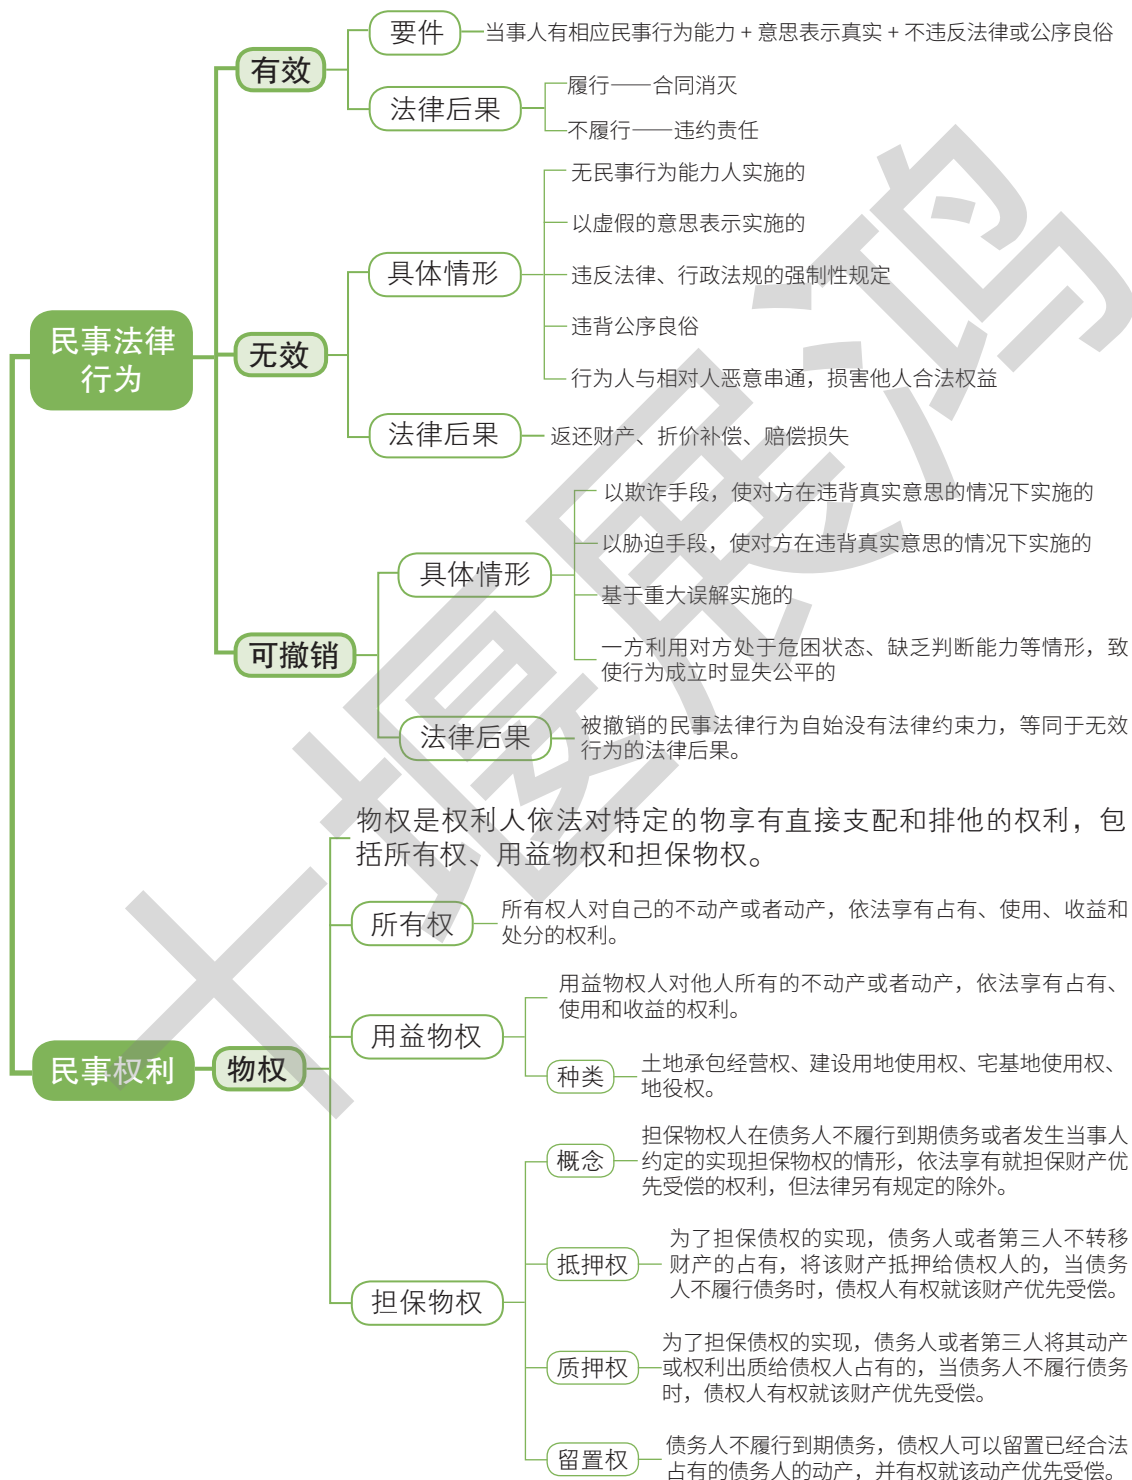 要件
当事人有相应民事行为能力 + 意思表示真实 + 不违反法律或公序良俗
有效
法律后果
履行——合同消灭
不履行——违约责任
无民事行为能力人实施的
以虚假的意思表示实施的
具体情形
违反法律、行政法规的强制性规定
违背公序良俗
民事法律
行为
无效
行为人与相对人恶意串通，损害他人合法权益
法律后果
返还财产、折价补偿、赔偿损失
以欺诈手段，使对方在违背真实意思的情况下实施的
以胁迫手段，使对方在违背真实意思的情况下实施的
具体情形
基于重大误解实施的
可撤销
一方利用对方处于危困状态、缺乏判断能力等情形，致
使行为成立时显失公平的
法律后果
被撤销的民事法律行为自始没有法律约束力，等同于无效
行为的法律后果。
物权是权利人依法对特定的物享有直接支配和排他的权利，包
括所有权、用益物权和担保物权。
所有权
所有权人对自己的不动产或者动产，依法享有占有、使用、收益和
处分的权利。
用益物权人对他人所有的不动产或者动产，依法享有占有、
使用和收益的权利。
用益物权
民事权利
物权
种类
土地承包经营权、建设用地使用权、宅基地使用权、
地役权。
概念
担保物权人在债务人不履行到期债务或者发生当事人
约定的实现担保物权的情形，依法享有就担保财产优
先受偿的权利，但法律另有规定的除外。
抵押权
为了担保债权的实现，债务人或者第三人不转移
财产的占有，将该财产抵押给债权人的，当债务
人不履行债务时，债权人有权就该财产优先受偿。
担保物权
质押权
为了担保债权的实现，债务人或者第三人将其动产
或权利出质给债权人占有的，当债务人不履行债务
时，债权人有权就该财产优先受偿。
留置权
债务人不履行到期债务，债权人可以留置已经合法
占有的债务人的动产，并有权就该动产优先受偿。
十堰展鸿